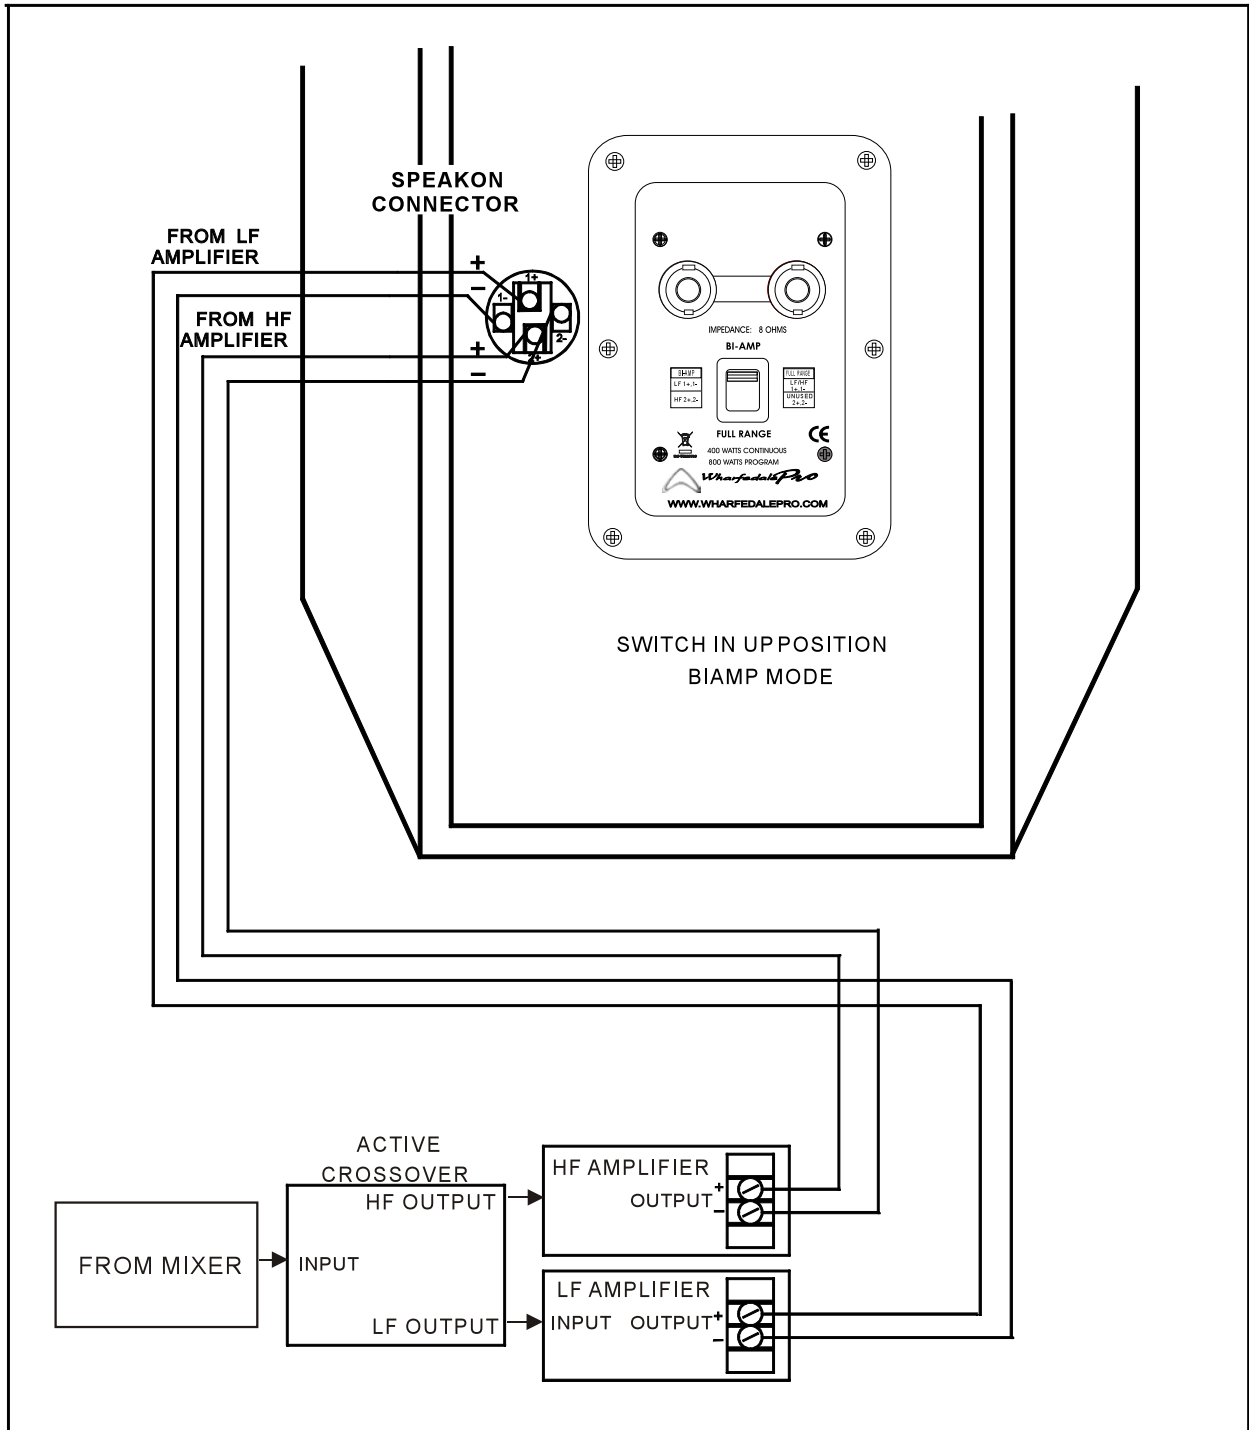 SPEAKON
CONNECTOR
FROM LF
AMPLIFIER
+
−
1+
1-
2-
2+
FROM HF
AMPLIFIER
+
−
IMPEDANCE: 8 OHMS
BI-AMP
BI-AMP
LF 1+,1-
HF 2+,2-
FULL RANGE
LF/HF
1+,1-
UNUSED
2+,2-
FULL RANGE
CE
400 WATTS CONTINUOUS
800 WATTS PROGRAM
Wharfedale Pro
WWW.WHARFEDALEPRO.COM
SWITCH IN UP POSITION
BIAMP MODE
ACTIVE
CROSSOVER
HF OUTPUT
INPUT
LF OUTPUT
FROM MIXER
HF AMPLIFIER
OUTPUT
+
−
LF AMPLIFIER
INPUT OUTPUT
+
−